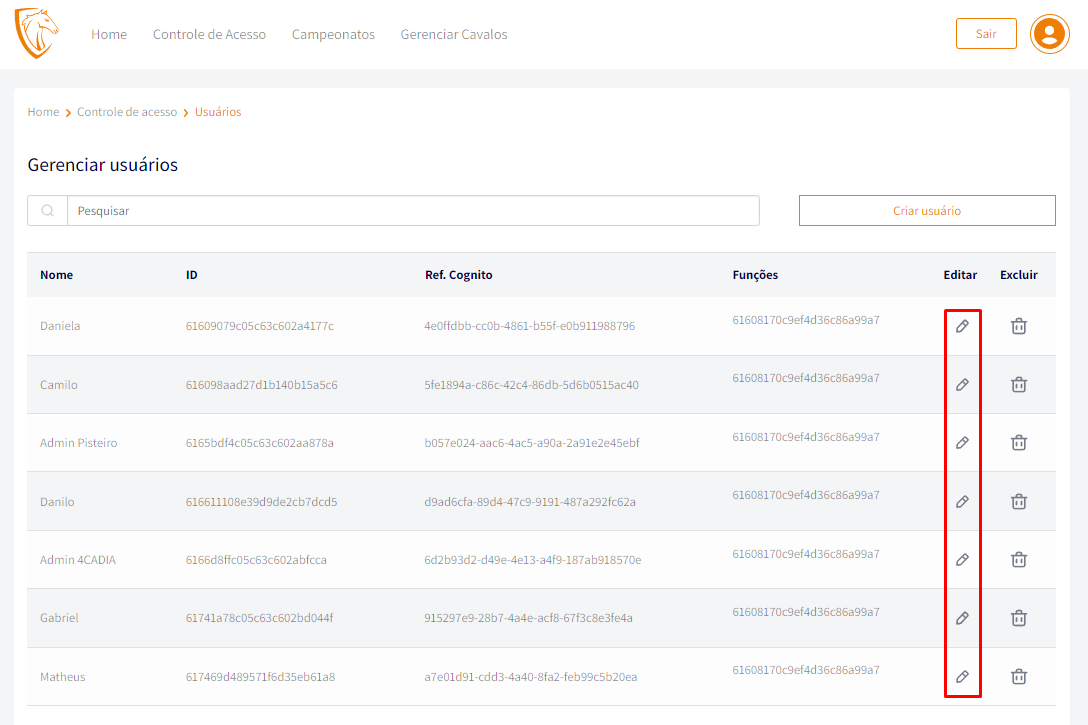 Home Controle de Acesso Campeonatos Gerenciar Cavalos Sair
Home Controle de acesso Usuários
Gerenciar usuários
Pesquisar Criar usuário
Nome ID Ref. Cognito Funções Editar Excluir
Daniela 61609079c05c63c602a4177c 4e0ffdbb-cc0b-4861-b55f-e0b911988796 61608170c9ef4d36c86a99a7
Camilo 616098aad27d1b140b15a5c6 5fe1894a-c86c-42c4-86db-5d6b0515ac40 61608170c9ef4d36c86a99a7
Admin Pisteiro 6165bdf4c05c63c602aa878a b057e024-aac6-4ac5-a90a-2a91e2e45ebf 61608170c9ef4d36c86a99a7
Danilo 616611108e39d9de2cb7dcd5 d9ad6cfa-89d4-47c9-9191-487a292fc62a 61608170c9ef4d36c86a99a7
Admin 4CADIA 6166d8ffc05c63c602abfcca 6d2b93d2-d49e-4e13-a4f9-187ab918570e 61608170c9ef4d36c86a99a7
Gabriel 61741a78c05c63c602bd044f 915297e9-28b7-4a4e-acf8-67f3c8e3fe4a 61608170c9ef4d36c86a99a7
Matheus 617469d489571f6d35eb61a8 a7e01d91-cdd3-4a40-8fa2-feb99c5b20ea 61608170c9ef4d36c86a99a7